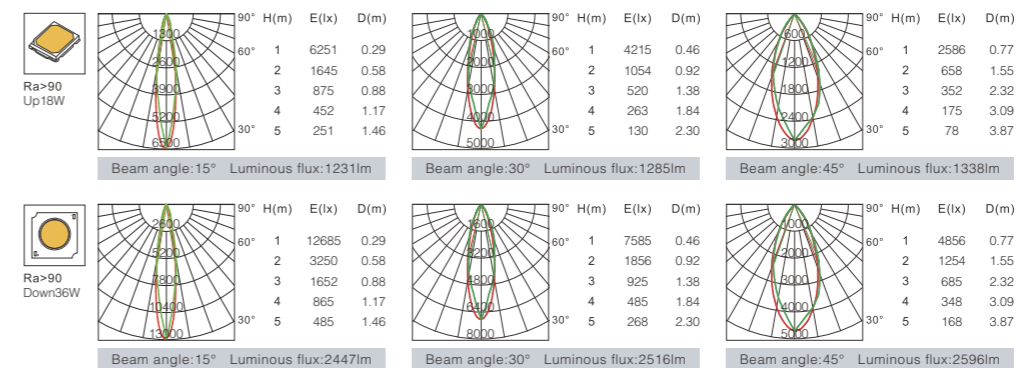 Ra>90
Up18W
1300
2600
3900
5200
6500
90°
60°
30°
H(m) E(lx) D(m)
1 6251 0.29
2 1645 0.58
3 875 0.88
4 452 1.17
5 251 1.46
Beam angle:15° Luminous flux:1231lm
1000
2000
3000
4000
5000
90°
60°
30°
H(m) E(lx) D(m)
1 4215 0.46
2 1054 0.92
3 520 1.38
4 263 1.84
5 130 2.30
Beam angle:30° Luminous flux:1285lm
600
1200
1800
2400
3000
90°
60°
30°
H(m) E(lx) D(m)
1 2586 0.77
2 658 1.55
3 352 2.32
4 175 3.09
5 78 3.87
Beam angle:45° Luminous flux:1338lm
Ra>90
Down36W
2600
5200
7800
10400
13000
90°
60°
30°
H(m) E(lx) D(m)
1 12685 0.29
2 3250 0.58
3 1652 0.88
4 865 1.17
5 485 1.46
Beam angle:15° Luminous flux:2447lm
1600
3200
4800
6400
8000
90°
60°
30°
H(m) E(lx) D(m)
1 7585 0.46
2 1856 0.92
3 925 1.38
4 485 1.84
5 268 2.30
Beam angle:30° Luminous flux:2516lm
1000
2000
3000
4000
5000
90°
60°
30°
H(m) E(lx) D(m)
1 4856 0.77
2 1254 1.55
3 685 2.32
4 348 3.09
5 168 3.87
Beam angle:45° Luminous flux:2596lm